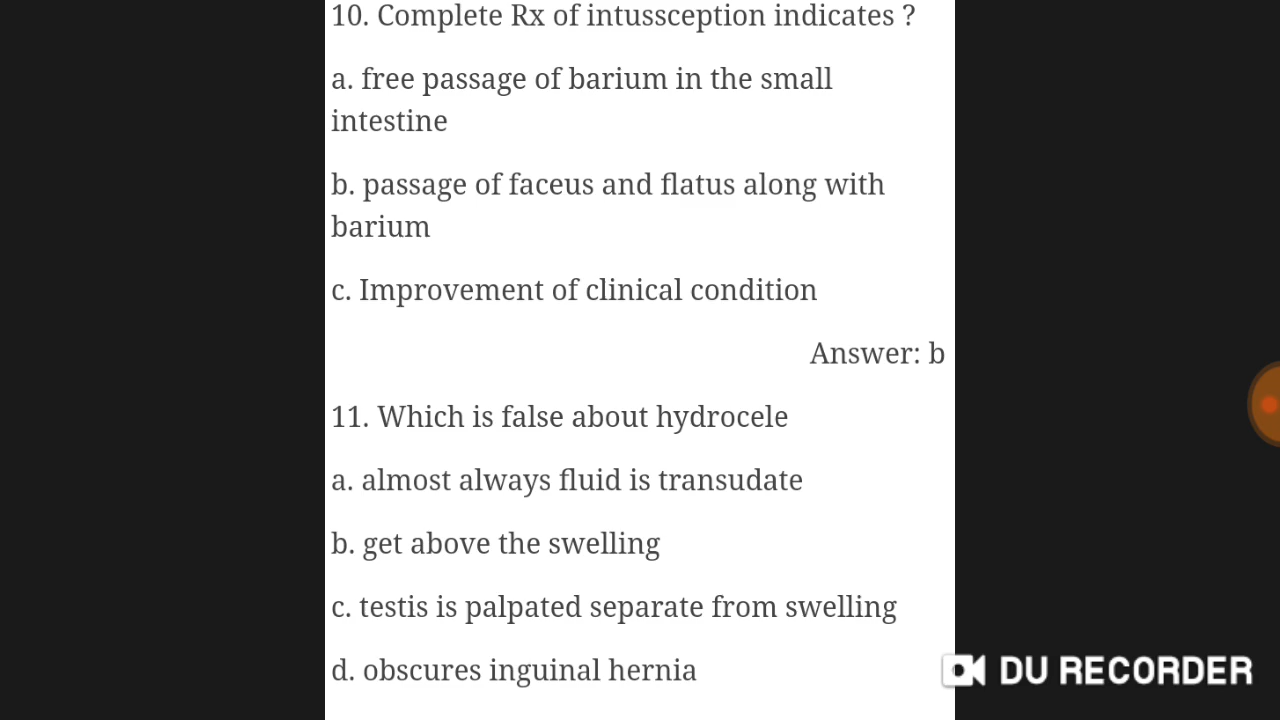 10. Complete Rx of intussception indicates ?
a. free passage of barium in the small
intestine
b. passage of faceus and flatus along with
barium
c. Improvement of clinical condition
Answer: b
11. Which is false about hydrocele
a. almost always fluid is transudate
b. get above the swelling
c. testis is palpated separate from swelling
d. obscures inguinal hernia
DU RECORDER